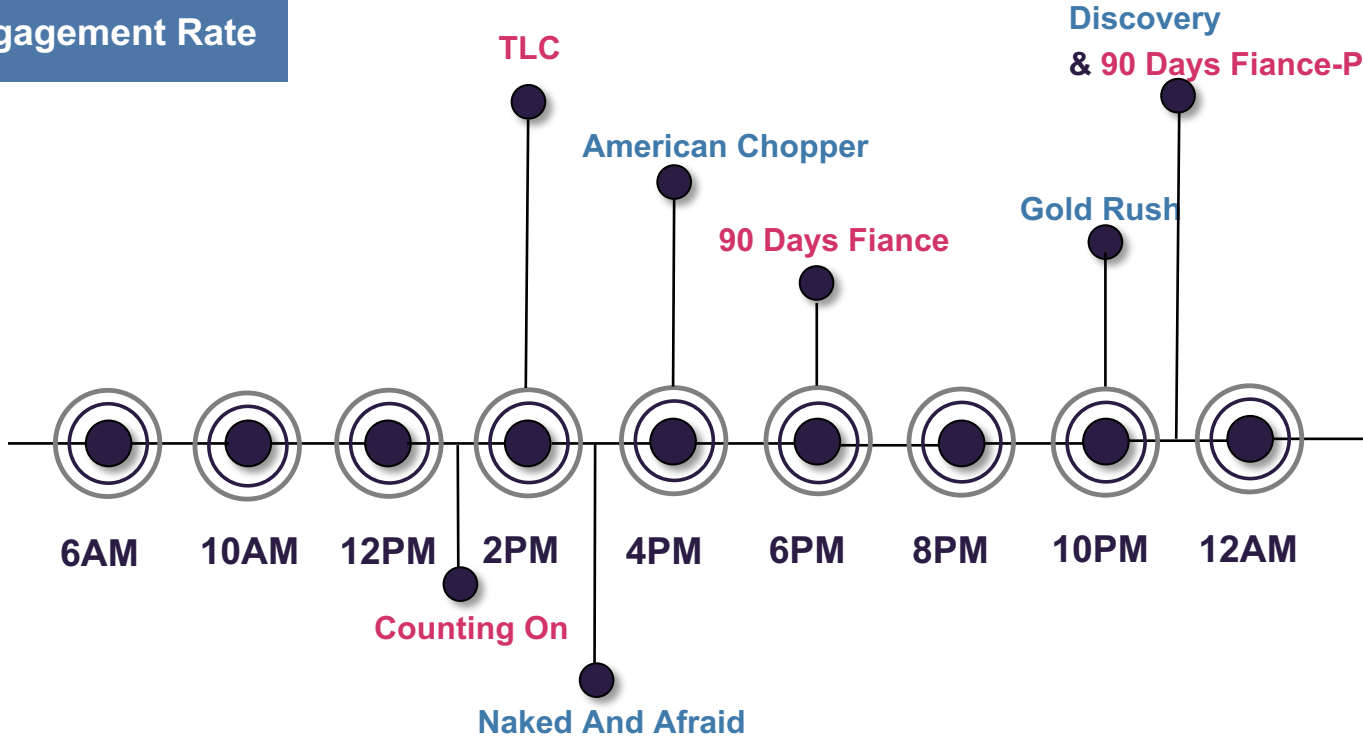 gagement Rate
Discovery
& 90 Days Fiance-P
TLC
American Chopper
Gold Rush
90 Days Fiance
6AM 10AM 12PM 2PM 4PM 6PM 8PM 10PM 12AM
Counting On
Naked And Afraid